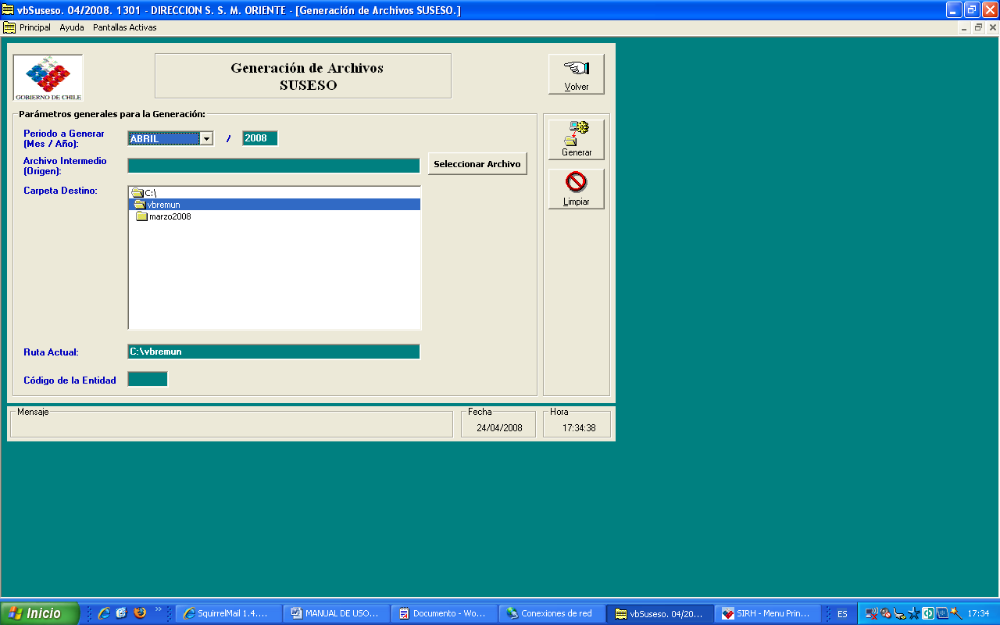 vbSuseso. 04/2008. 1301 - DIRECCION S. S. M. ORIENTE - [Generación de Archivos SUSESO.]
Principal Ayuda Pantallas Activas
GOBIERNO DE CHILE
Generación de Archivos
SUSESO
Volver
Parámetros generales para la Generación:
Periodo a Generar
(Mes / Año):
ABRIL / 2008
Generar
Archivo Intermedio
(Origen):
Seleccionar Archivo
Limpiar
Carpeta Destino:
C:\
vbremun
marzo2008
Ruta Actual:
C:\vbremun
Código de la Entidad
Mensaje
Fecha
24/04/2008
Hora
17:34:38
Inicio
SquirrelMail 1.4....
MANUAL DE USO...
Documento - Wo...
Conexiones de red
vbSuseso. 04/20...
SIRH - Menu Prin...
ES
17:34